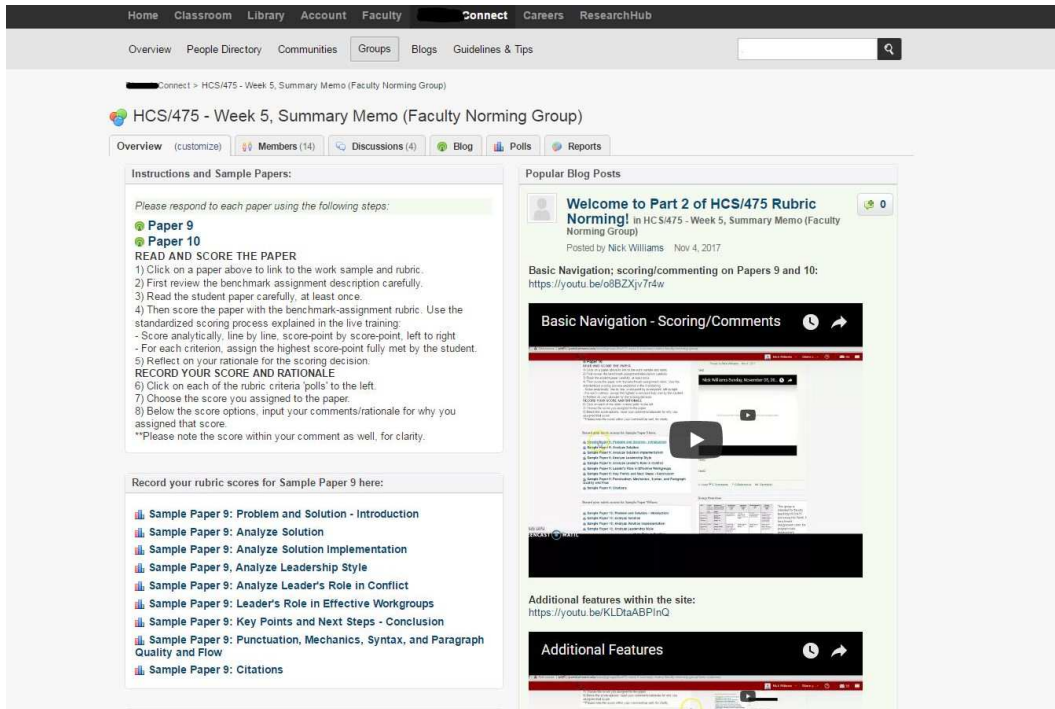 Home Classroom Library Account Faculty Connect Careers ResearchHub
Overview People Directory Communities Groups Blogs Guidelines & Tips
Connect > HCS/475 - Week 5, Summary Memo (Faculty Norming Group)
HCS/475 - Week 5, Summary Memo (Faculty Norming Group)
Overview (customize) Members (14) Discussions (4) Blog Polls Reports
Instructions and Sample Papers:
Please respond to each paper using the following steps:
Paper 9
Paper 10
READ AND SCORE THE PAPER
1) Click on a paper above to link to the work sample and rubric.
2) First review the benchmark assignment description carefully.
3) Read the student paper carefully, at least once.
4) Then score the paper with the benchmark-assignment rubric. Use the
standardized scoring process explained in the live training:
- Score analytically, line by line, score-point by score-point, left to right
- For each criterion, assign the highest score-point fully met by the student.
5) Reflect on your rationale for the scoring decision.
RECORD YOUR SCORE AND RATIONALE
6) Click on each of the rubric criteria 'polls' to the left.
7) Choose the score you assigned to the paper.
8) Below the score options, input your comments/rationale for why you
assigned that score.
**Please note the score within your comment as well, for clarity.
Record your rubric scores for Sample Paper 9 here:
Sample Paper 9: Problem and Solution - Introduction
Sample Paper 9: Analyze Solution
Sample Paper 9: Analyze Solution Implementation
Sample Paper 9, Analyze Leadership Style
Sample Paper 9: Analyze Leader's Role in Conflict
Sample Paper 9: Leader's Role in Effective Workgroups
Sample Paper 9: Key Points and Next Steps - Conclusion
Sample Paper 9: Punctuation, Mechanics, Syntax, and Paragraph
Quality and Flow
Sample Paper 9: Citations
Popular Blog Posts
Welcome to Part 2 of HCS/475 Rubric
Norming! in HCS/475 - Week 5, Summary Memo (Faculty
Norming Group)
0
Posted by Nick Williams Nov 4, 2017
Basic Navigation; scoring/commenting on Papers 9 and 10:
https://youtu.be/o8BZXjv7r4w
Basic Navigation - Scoring/Comments
Additional features within the site:
https://youtu.be/KLDtaABPInQ
Additional Features